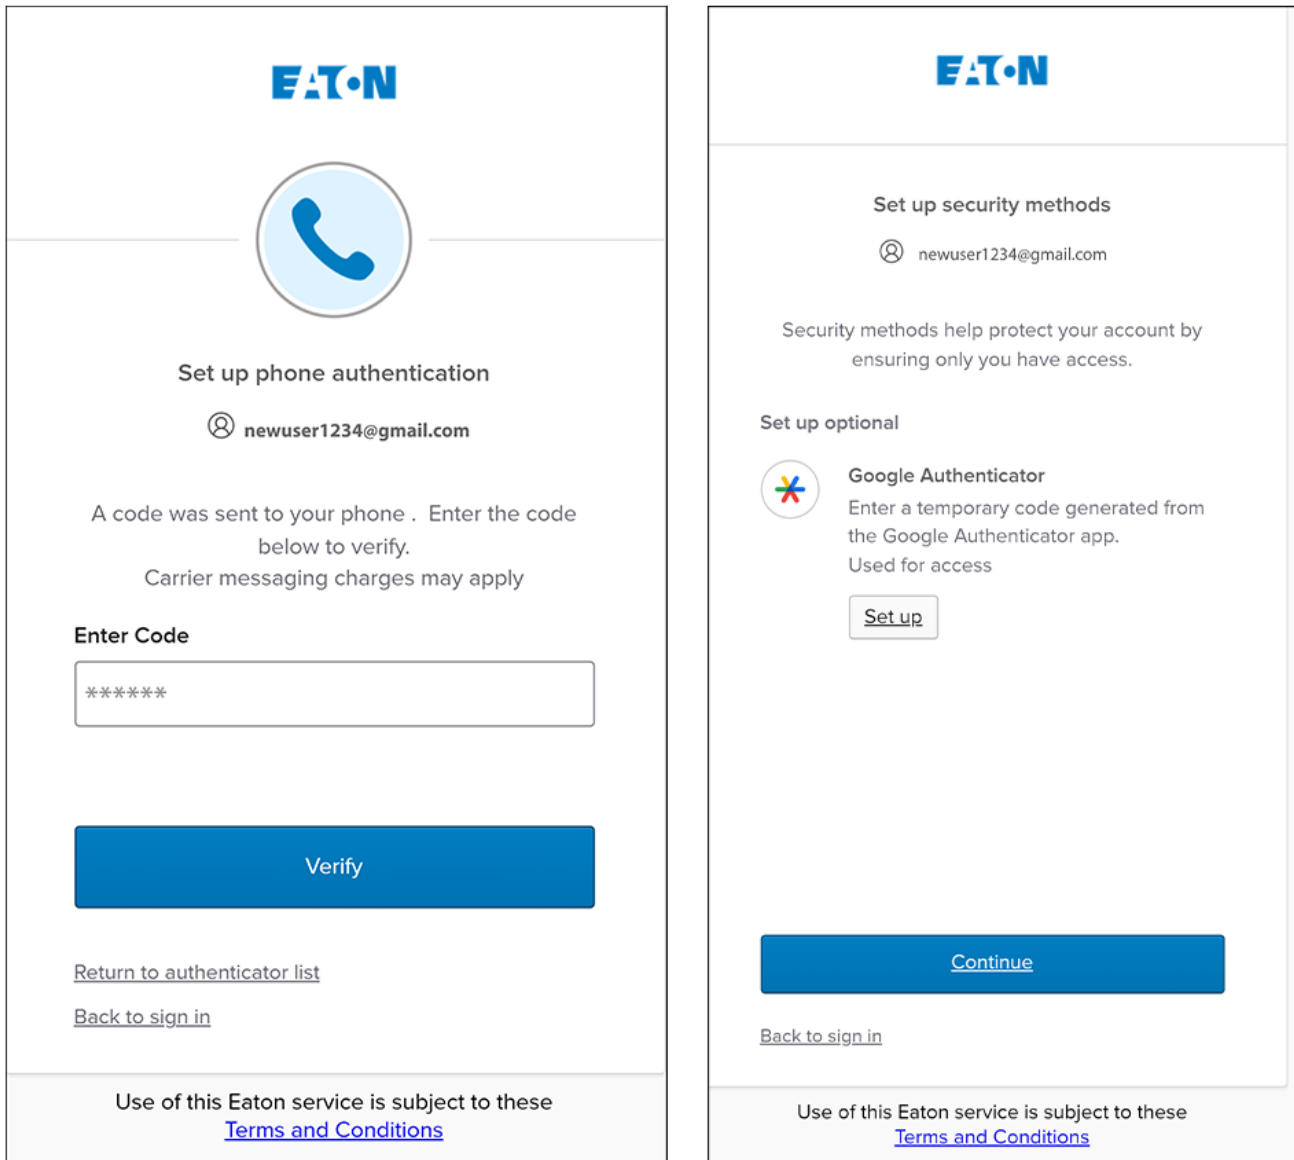 EATON
Set up phone authentication
newuser1234@gmail.com
A code was sent to your phone .  Enter the code
below to verify.
Carrier messaging charges may apply
Enter Code
******
Verify
Return to authenticator list
Back to sign in
Use of this Eaton service is subject to these
Terms and Conditions
EATON
Set up security methods
newuser1234@gmail.com
Security methods help protect your account by
ensuring only you have access.
Set up optional
Google Authenticator
Enter a temporary code generated from
the Google Authenticator app.
Used for access
Set up
Continue
Back to sign in
Use of this Eaton service is subject to these
Terms and Conditions